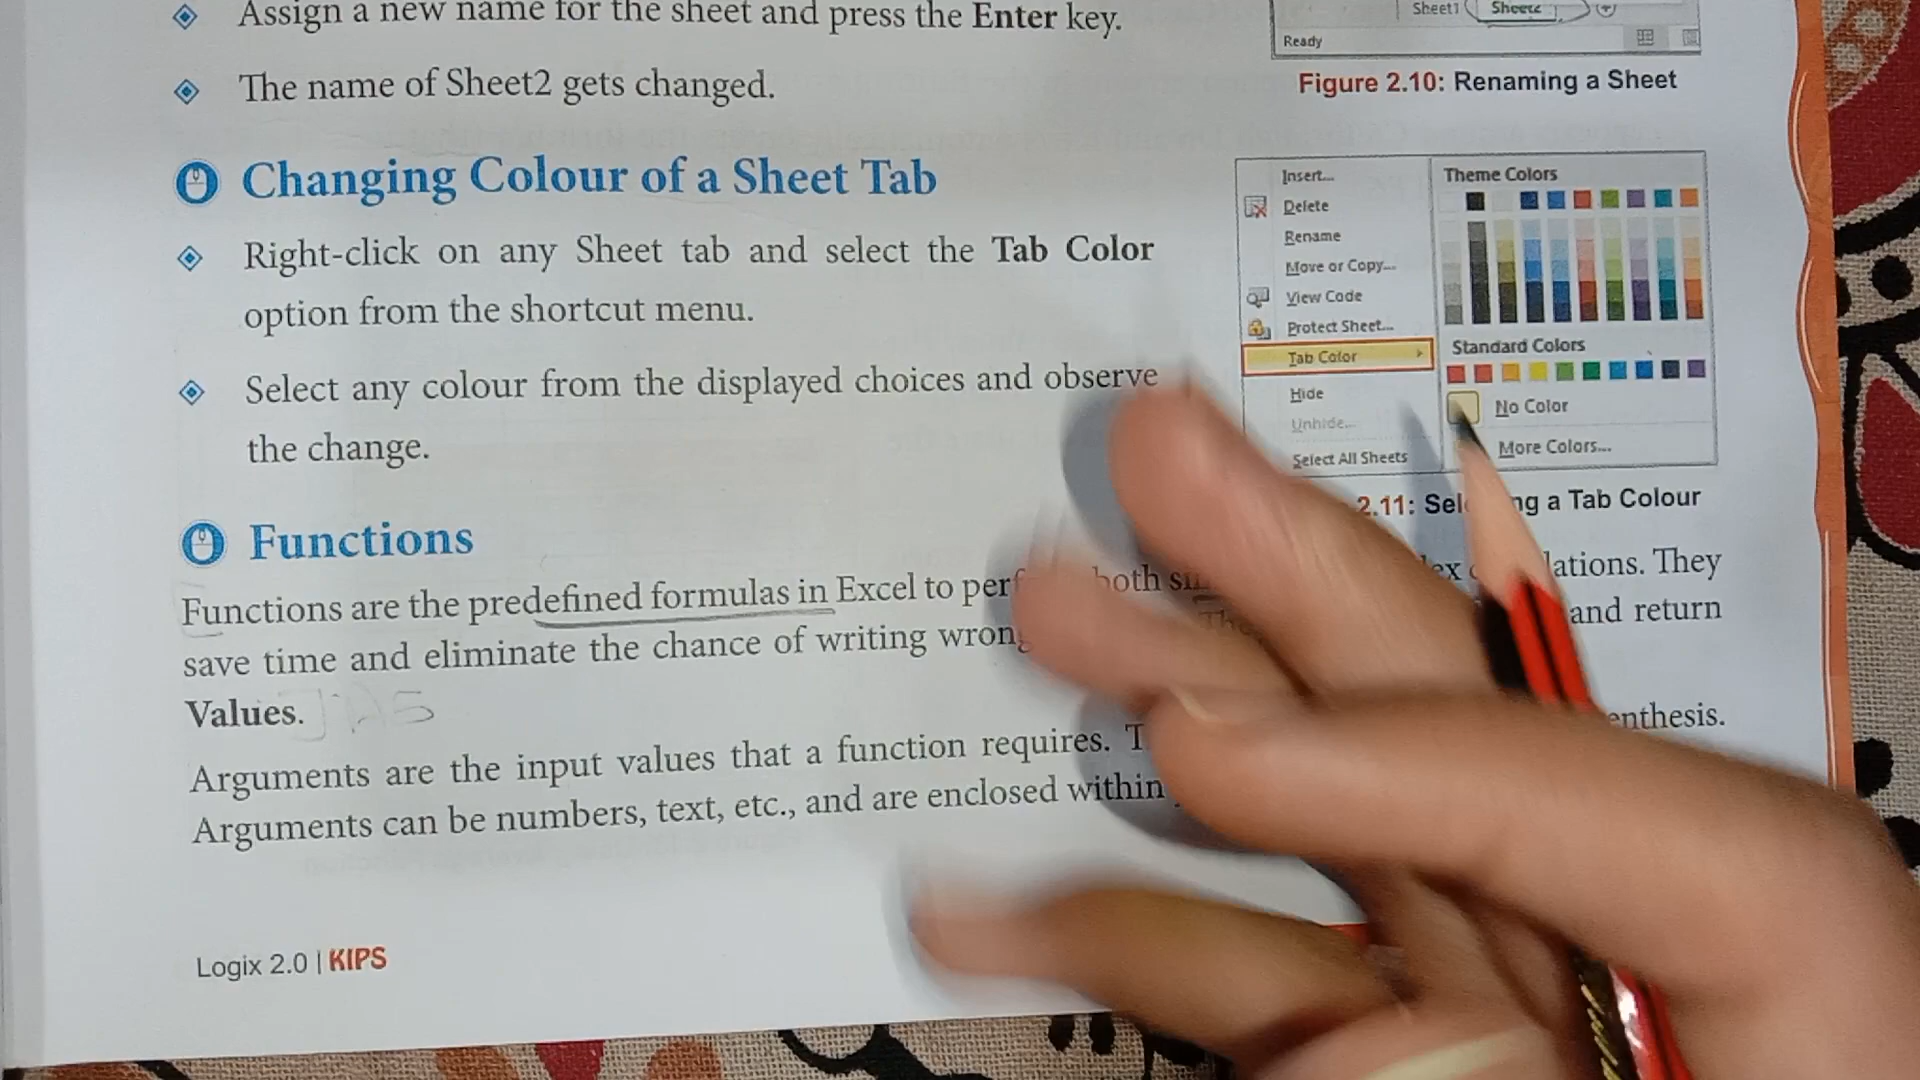 Assign a new name for the sheet and press the Enter key.
The name of Sheet2 gets changed.
Sheet1
Ready
Figure 2.10: Renaming a Sheet
Changing Colour of a Sheet Tab
Right-click on any Sheet tab and select the Tab Color
option from the shortcut menu.
Select any colour from the displayed choices and observe
the change.
Insert...
Delete
Rename
Move or Copy...
View Code
Protect Sheet...
Tab Color
Hide
Unhide...
Select All Sheets
Theme Colors
Standard Colors
No Color
More Colors...
2.11: a Tab Colour
Functions
Functions are the predefined formulas in Excel to both They
save time and eliminate the chance of writing and return
Values.
Arguments are the input values that a function requires.
Arguments can be numbers, text, etc., and are enclosed within
Logix 2.0 | KIPS